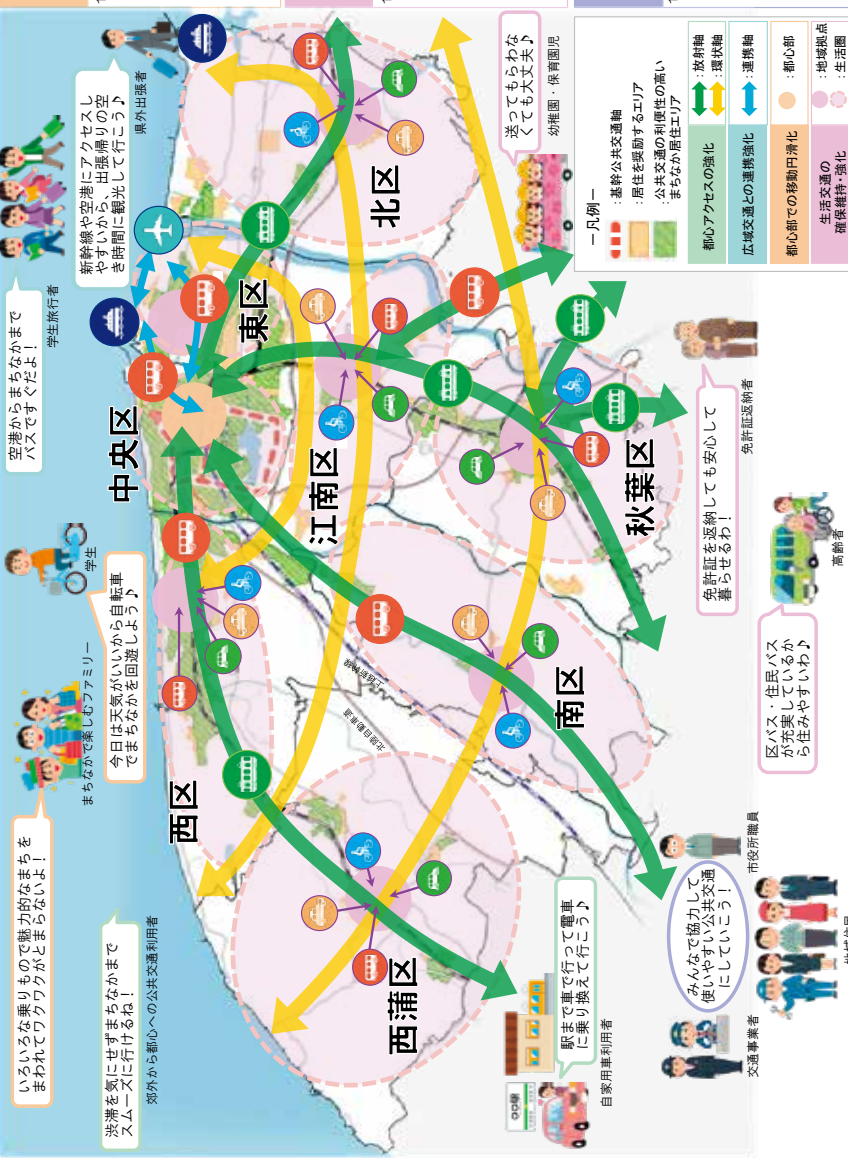 いろいろな乗りもので魅力的なまちを
まわれてワクワクがとまらないよ!
まちなかで楽しむファミリー
今日は天気がいいから自転車
でまちなかを回遊しよう♪
学生
空港からまちなかまで
バスですぐだよ!
学生旅行者
新幹線や空港にアクセスし
やすいから、出張帰りの空
き時間に観光して行こう♪
県外出張者
渋滞を気にせずまちなかまで
スムーズに行けるね!
郊外から都心への公共交通利用者
西区
中央区
東区
北区
西蒲区
南区
江南区
秋葉区
上越新幹線
北陸自動車道
送ってもらわな
くても大丈夫♪
幼稚園・保育園児
駅まで車で行って電車
に乗り換えて行こう♪
自家用車利用者
みんなで協力して
使いやすい公共交通
にしていこう!
交通事業者
市役所職員
区バス・住民バス
が充実しているか
ら住みやすいわ♪
高齢者
免許証を返納しても安心して
暮らせるわ!
免許証返納者
-凡例-
:基幹公共交通軸
:居住を奨励するエリア
:公共交通の利便性の高い
まちなか居住エリア
都心アクセスの強化
:放射軸
:環状軸
広域交通との連携強化
:連携軸
都心部での移動円滑化
:都心部
生活交通の
確保維持・強化
:地域拠点
:生活圏